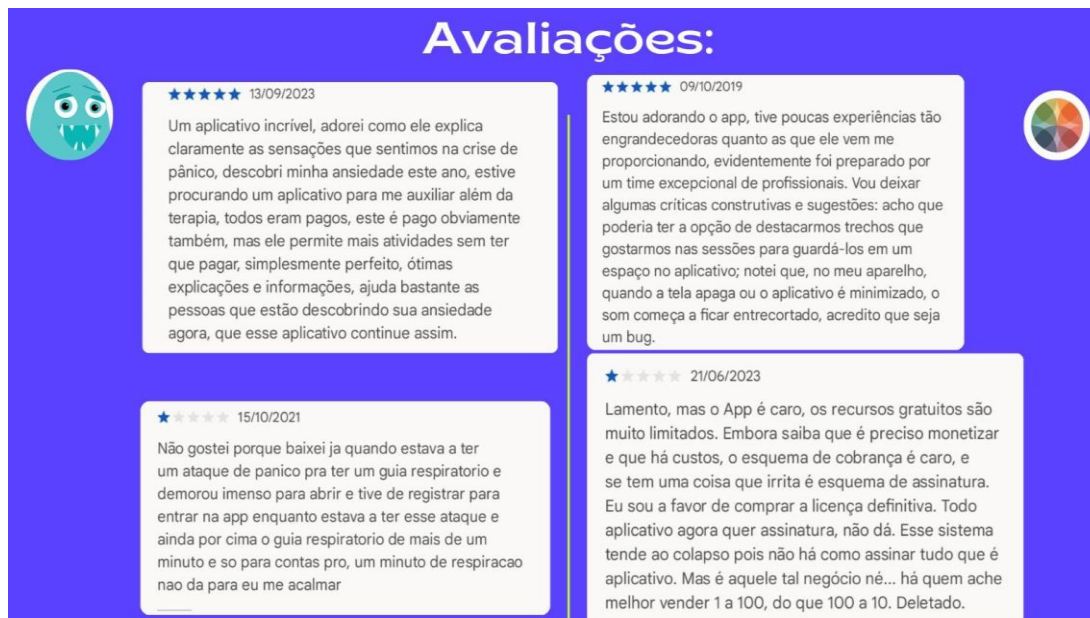 Avaliações:
13/09/2023
Um aplicativo incrível, adorei como ele explica
claramente as sensações que sentimos na crise de
pânico, descobri minha ansiedade este ano, estive
procurando um aplicativo para me auxiliar além da
terapia, todos eram pagos, este é pago obviamente
também, mas ele permite mais atividades sem ter
que pagar, simplesmente perfeito, ótimas
explicações e informações, ajuda bastante as
pessoas que estão descobrindo sua ansiedade
agora, que esse aplicativo continue assim.
15/10/2021
Não gostei porque baixei ja quando estava a ter
um ataque de panico pra ter um guia respiratorio e
demorou imenso para abrir e tive de registrar para
entrar na app enquanto estava a ter esse ataque e
ainda por cima o guia respiratorio de mais de um
minuto e so para contas pro, um minuto de respiracao
nao da para eu me acalmar
09/10/2019
Estou adorando o app, tive poucas experiências tão
engrandecedoras quanto as que ele vem me
proporcionando, evidentemente foi preparado por
um time excepcional de profissionais. Vou deixar
algumas críticas construtivas e sugestões: acho que
poderia ter a opção de destacarmos trechos que
gostarmos nas sessões para guardá-los em um
espaço no aplicativo; notei que, no meu aparelho,
quando a tela apaga ou o aplicativo é minimizado, o
som começa a ficar entrecortado, acredito que seja
um bug.
21/06/2023
Lamento, mas o App é caro, os recursos gratuitos são
muito limitados. Embora saiba que é preciso monetizar
e que há custos, o esquema de cobrança é caro, e
se tem uma coisa que irrita é esquema de assinatura.
Eu sou a favor de comprar a licença definitiva. Todo
aplicativo agora quer assinatura, não dá. Esse sistema
tende ao colapso pois não há como assinar tudo que é
aplicativo. Mas é aquele tal negócio né... há quem ache
melhor vender 1 a 100, do que 100 a 10. Deletado.